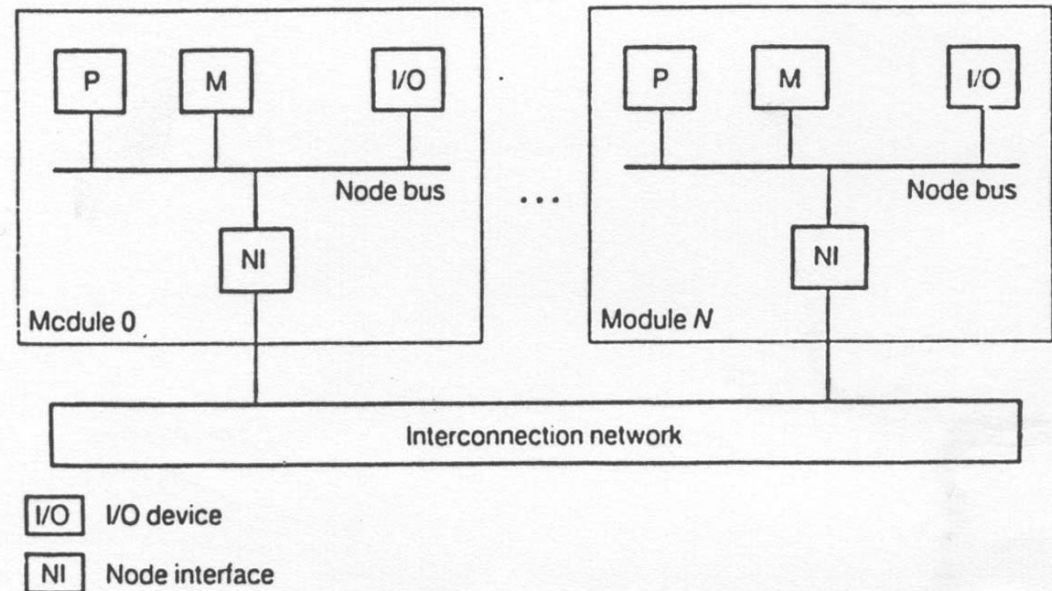 P M I/O P M I/O
Node bus ... Node bus
NI NI
Mcdule 0 Module N
Interconnection network
I/O I/O device
NI Node interface